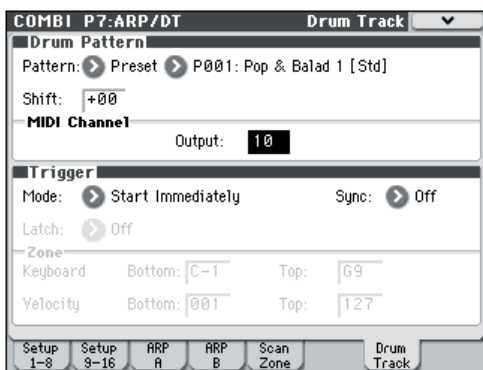 COMBI P7:ARP/DT Drum Track
Drum Pattern
Pattern: Preset P001: Pop & Balad 1 [Std]
Shift: +00
MIDI Channel
Output: 10
Trigger
Mode: Start Immediately Sync: Off
Latch: Off
Zone
Keyboard Bottom: C-1 Top: G9
Velocity Bottom: 001 Top: 127
Setup 1-8 Setup 9-16 ARP A ARP B Scan Zone Drum Track